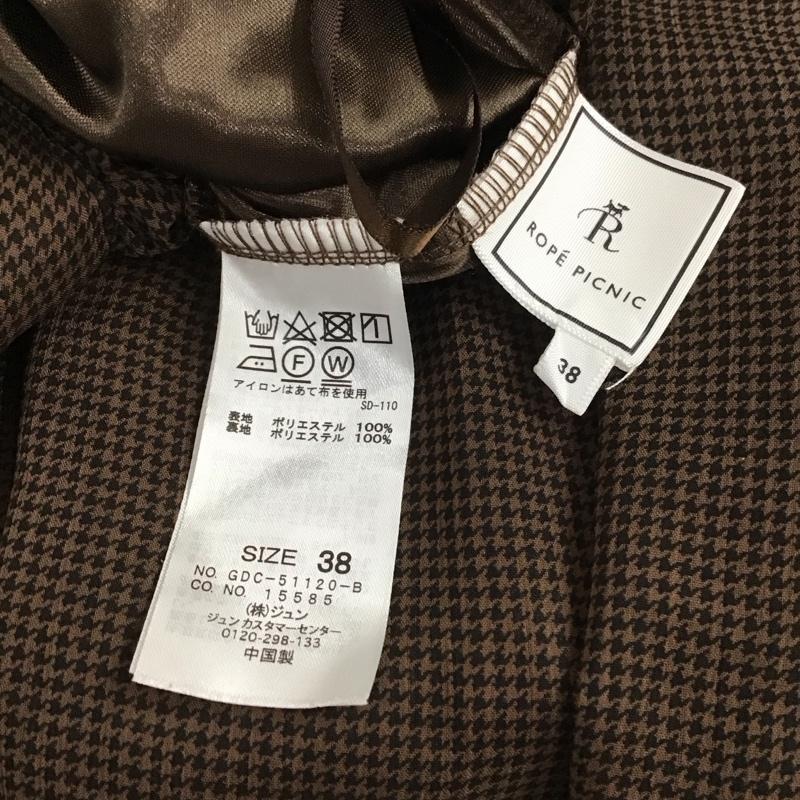 R
ROPÉ PICNIC
38
F W
アイロンはあて布を使用
SD-110
表地 ポリエステル 100%
裏地 ポリエステル 100%
SIZE 38
NO. GDC-51120-B
CO. NO. 15585
(株)ジュン
ジュン カスタマーセンター
0120-298-133
中国製